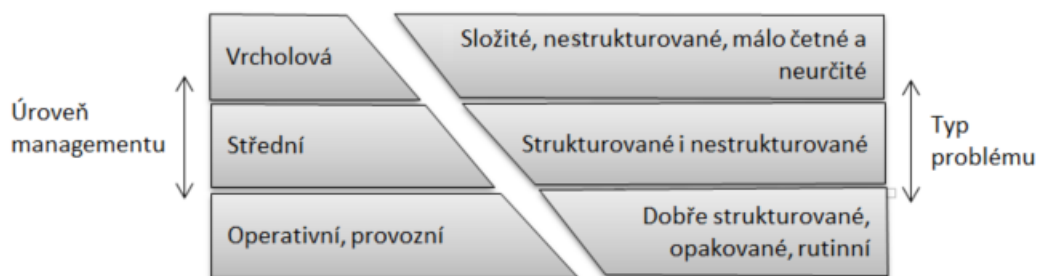 Úroveň
managementu
Vrcholová
Střední
Operativní, provozní
Složité, nestrukturované, málo četné a
neurčité
Strukturované i nestrukturované
Dobře strukturované,
opakované, rutinní
Typ
problému